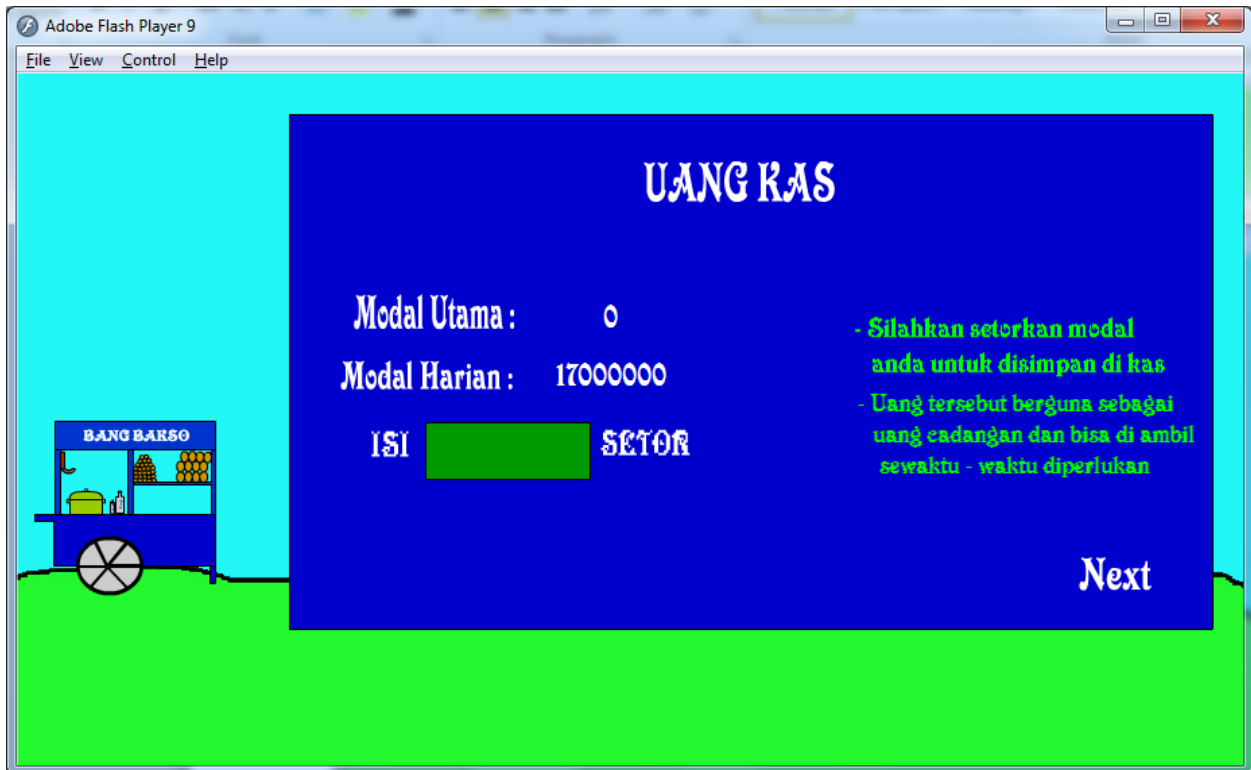 Adobe Flash Player 9
File View Control Help
UANG KAS
Modal Utama : 0
Modal Harian : 17000000
ISI SETOR
- Silahkan setorkan modal
anda untuk disimpan di kas
- Uang tersebut berguna sebagai
uang cadangan dan bisa di ambil
sewaktu - waktu diperlukan
BANG BAKSO
Next